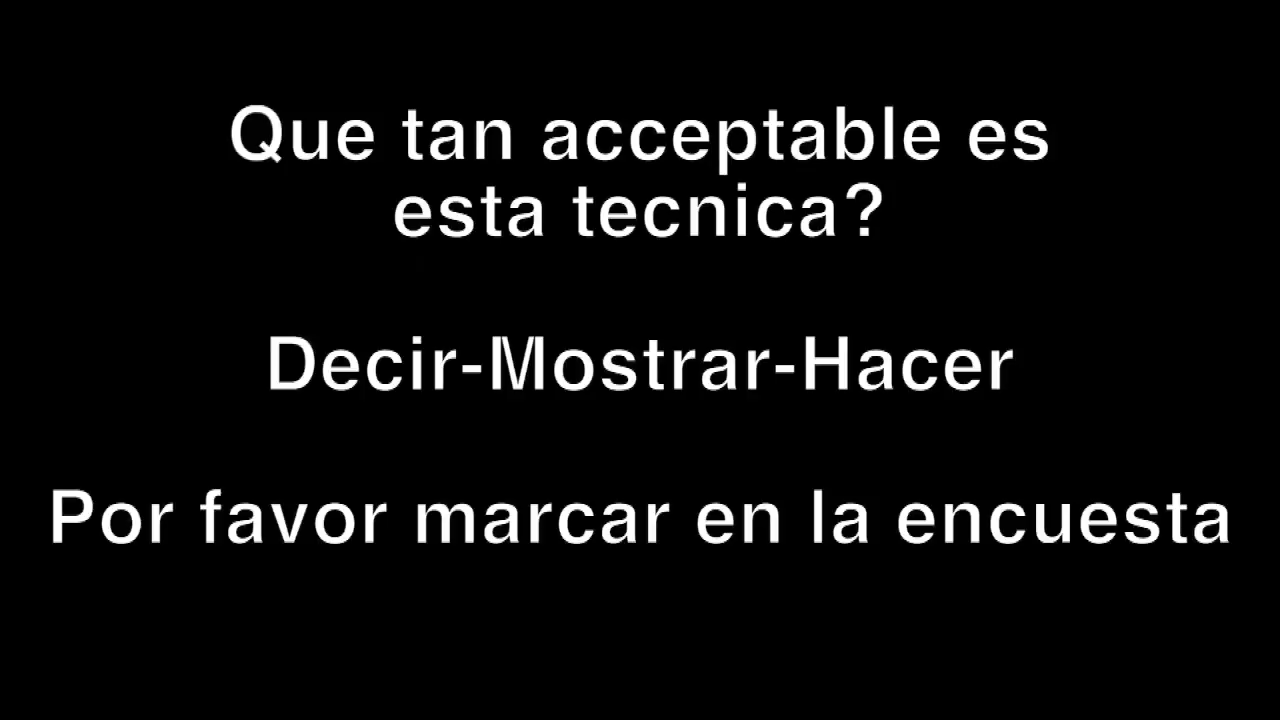 Que tan acceptable es
esta tecnica?
Decir-Mostrar-Hacer
Por favor marcar en la encuesta